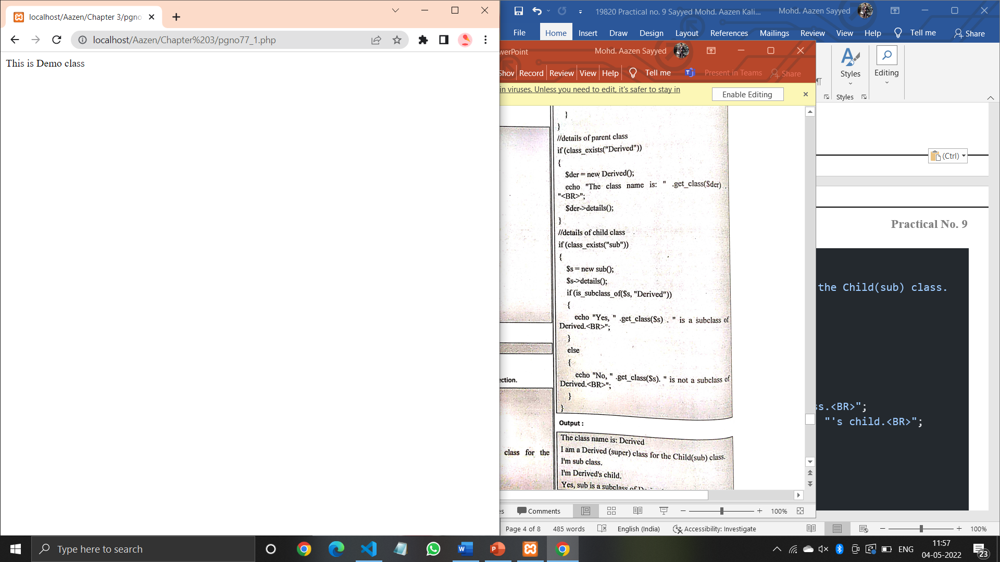 localhost/Aazen/Chapter 3/pgno
localhost/Aazen/Chapter%203/pgno77_1.php
This is Demo class
19820 Practical no. 9 Sayyed Mohd. Aazen Kali...
Mohd. Aazen Sayyed
File Home Insert Draw Design Layout References Mailings Review View Help Tell me Share
werPoint
Mohd. Aazen Sayyed
Show Record Review View Help Tell me Present in Teams Share
in viruses. Unless you need to edit, it's safer to stay in
Enable Editing
Styles
Editing
Styles
}
}
//details of parent class
if (class_exists("Derived"))
{
$der = new Derived();
echo "The class name is: " .get_class($der) .
"<BR>";
$der->details();
}
//details of child class
if (class_exists("sub"))
{
$s = new sub();
$s->details();
if (is_subclass_of($s, "Derived"))
{
echo "Yes, " .get_class($s) . " is a subclass of
Derived.<BR>";
}
else
{
echo "No, " .get_class($s). " is not a subclass of
Derived.<BR>";
}
}
Output :
The class name is: Derived
I am a Derived (super) class for the Child(sub) class.
I'm sub class.
I'm Derived's child.
Yes, sub is a subclass of
ection.
class for the
(Ctrl)
Practical No. 9
the Child(sub) class.
ss.<BR>";
"'s child.<BR>";
es Comments 100%
Page 4 of 8 485 words English (India) Accessibility: Investigate 100%
Type here to search
ENG
11:57
04-05-2022
23